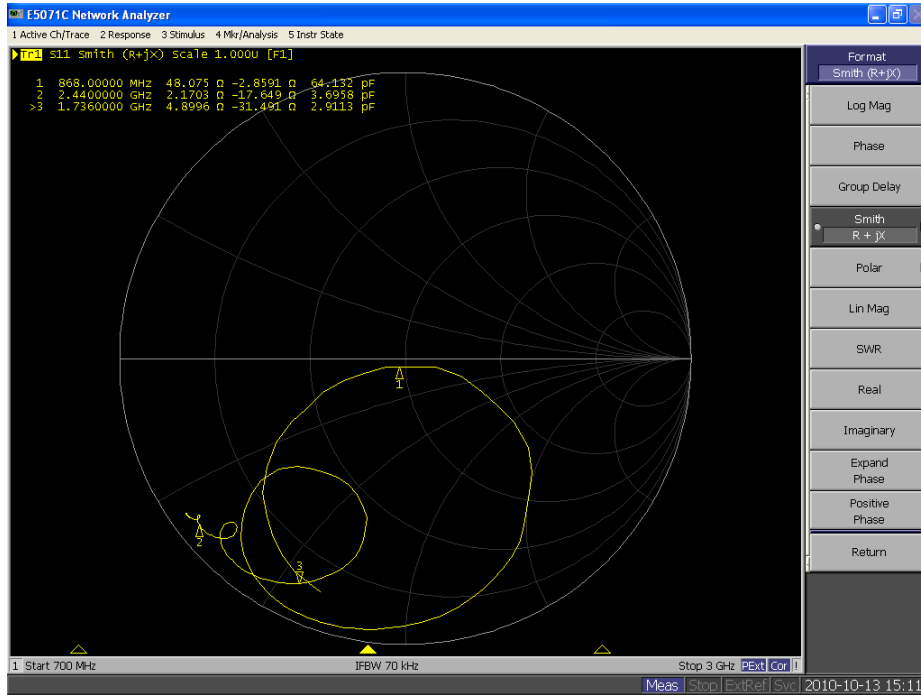 E5071C Network Analyzer
1 Active Ch/Trace 2 Response 3 Stimulus 4 Mkr/Analysis 5 Instr State
Tr1 S11 Smith (R+jX) Scale 1.000U [F1]
1 868.00000 MHz 48.075 Ω -2.8591 Ω 64.132 pF
2 2.4400000 GHz 2.1703 Ω -17.649 Ω 3.6958 pF
>3 1.7360000 GHz 4.8996 Ω -31.491 Ω 2.9113 pF
1
2
3
1 Start 700 MHz IFBW 70 kHz Stop 3 GHz PExt Cor !
Meas Stop ExtRef Svc 2010-10-13 15:11
Format
Smith (R+jX)
Log Mag
Phase
Group Delay
Smith
R + jX
Polar
Lin Mag
SWR
Real
Imaginary
Expand
Phase
Positive
Phase
Return